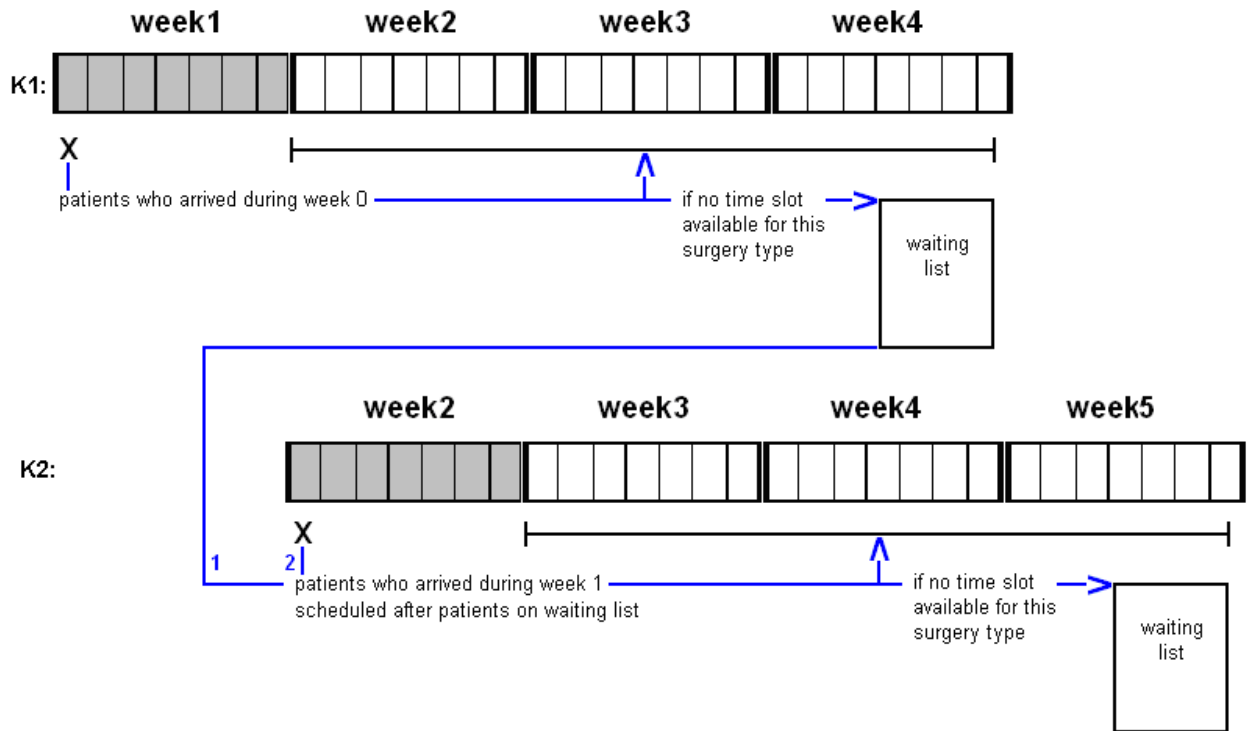 week1 week2 week3 week4
K1:
X
patients who arrived during week 0
if no time slot
available for this
surgery type
waiting
list
week2 week3 week4 week5
K2:
X
1 2
patients who arrived during week 1
scheduled after patients on waiting list
if no time slot
available for this
surgery type
waiting
list